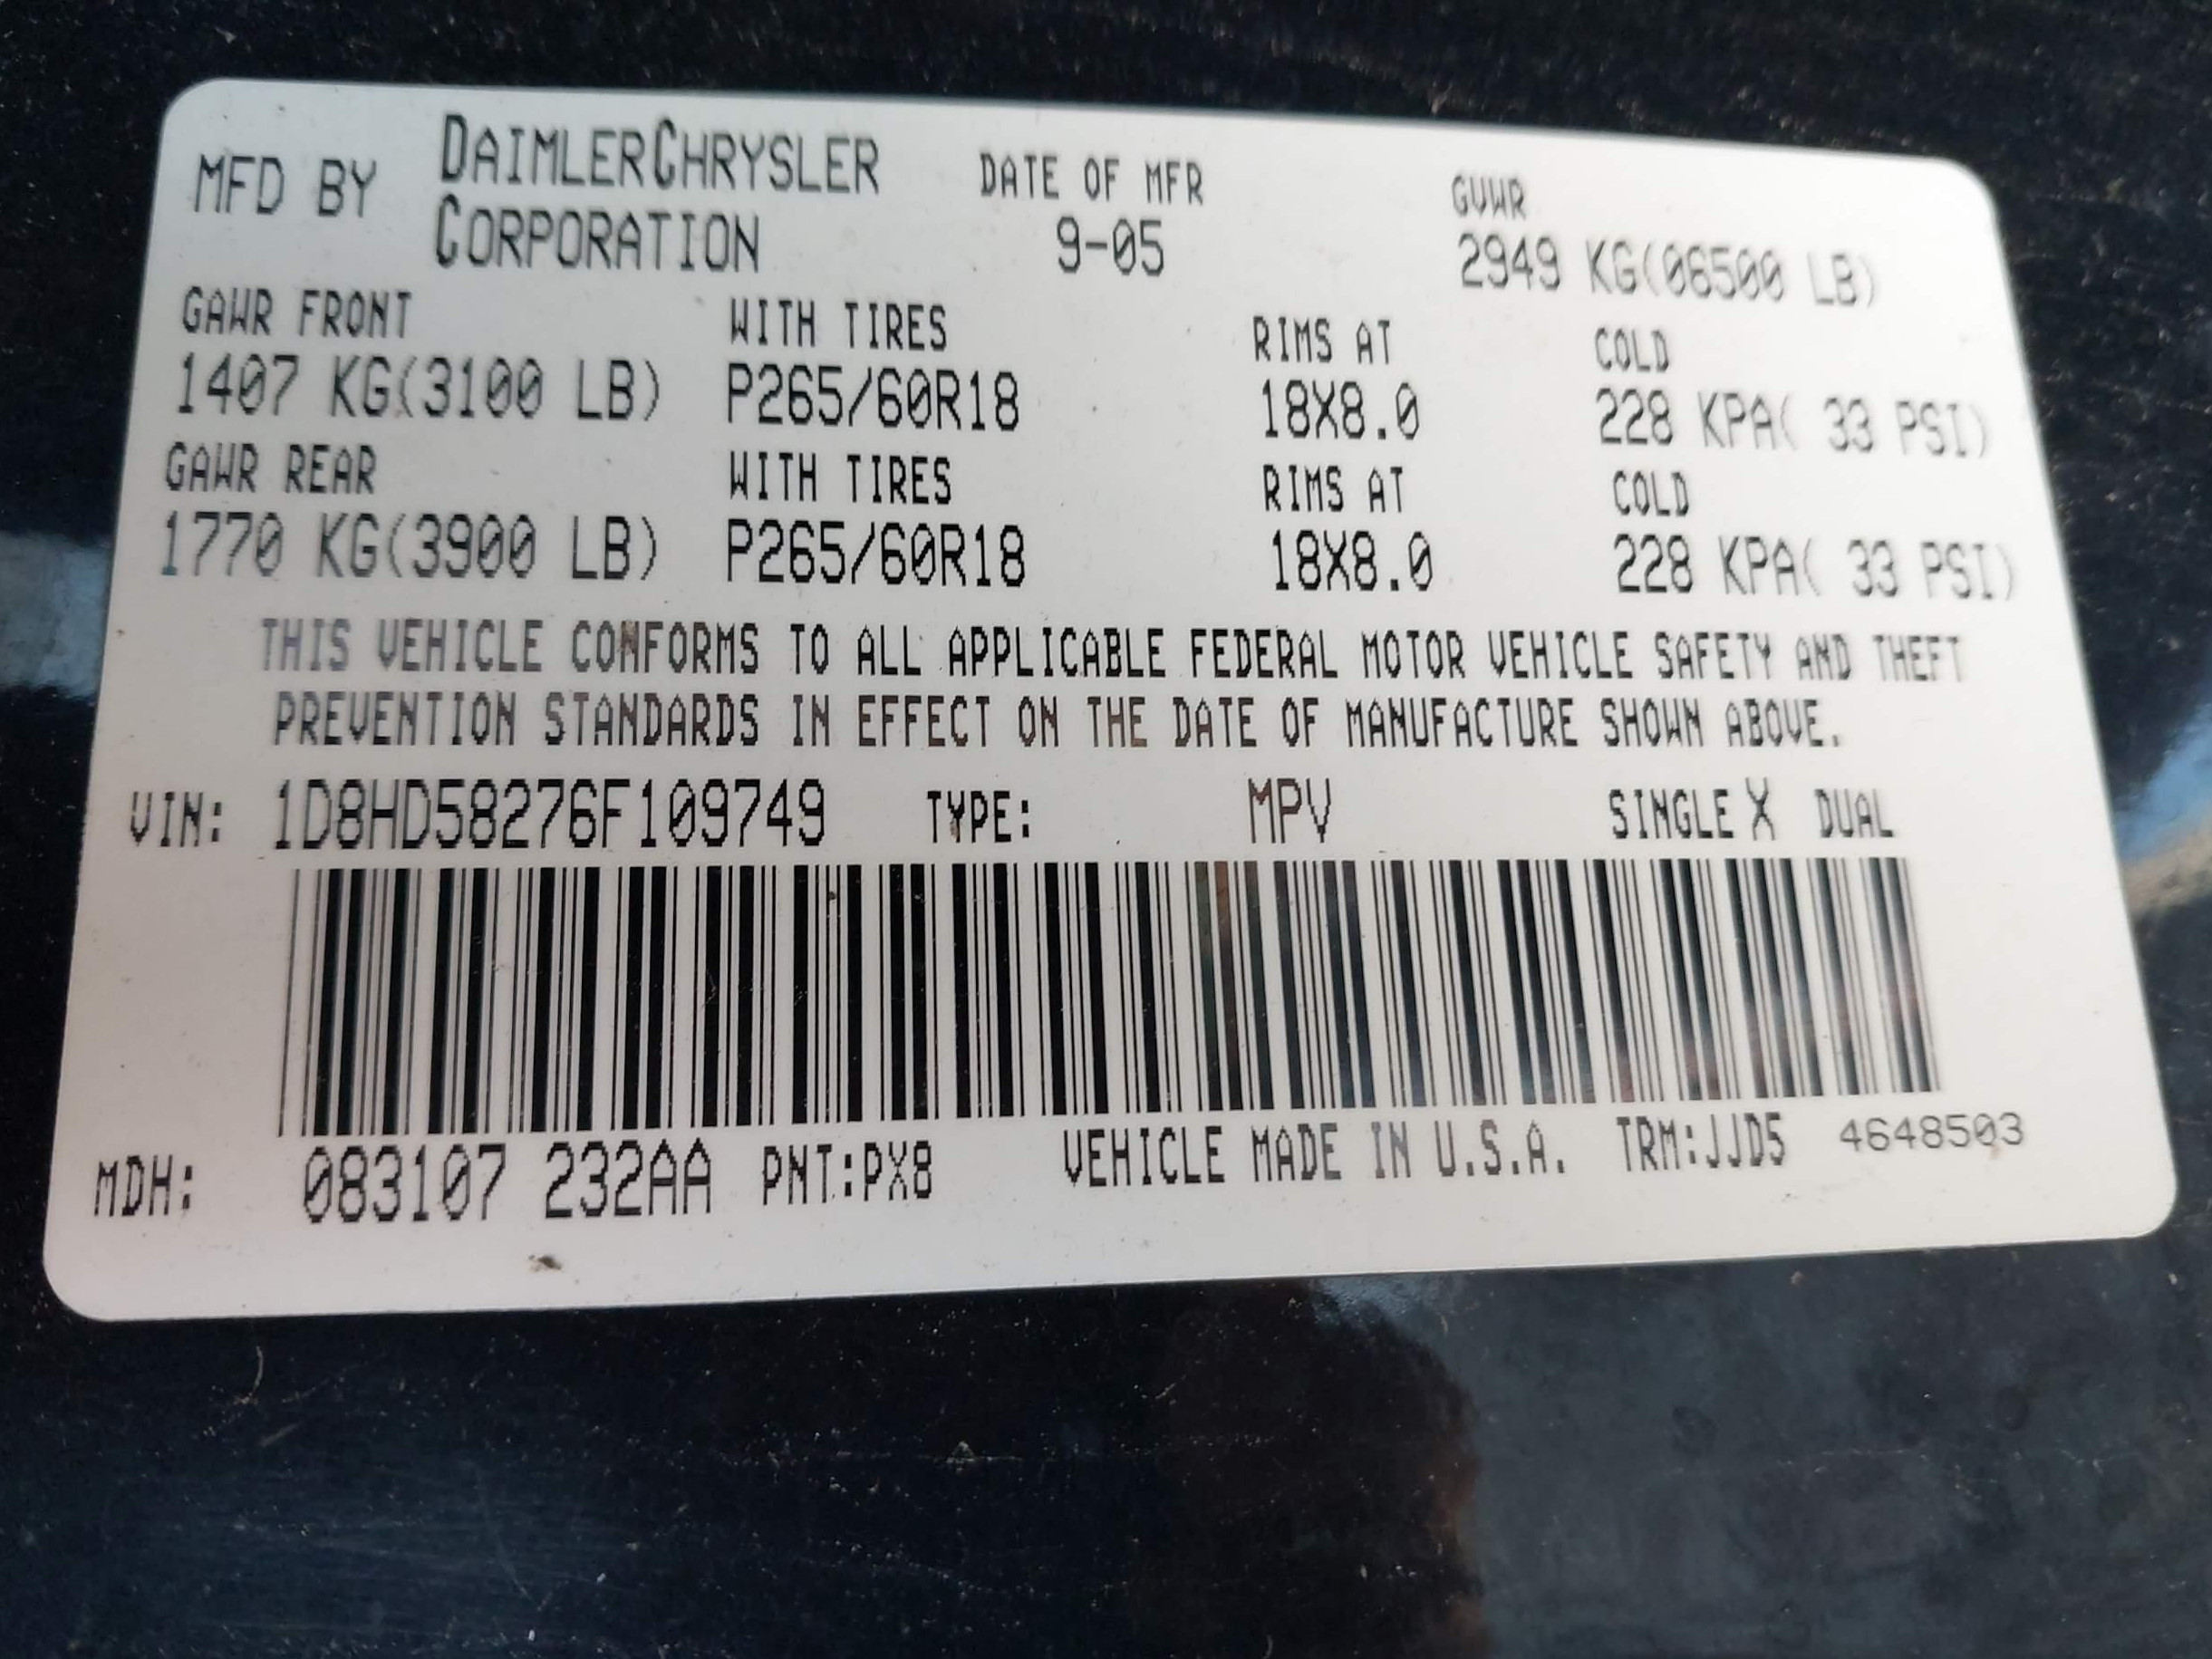 MFD BY DAIMLERCHRYSLER CORPORATION DATE OF MFR 9-05 GVWR 2949 KG(06500 LB)
GAWR FRONT WITH TIRES RIMS AT COLD
1407 KG(3100 LB) P265/60R18 18X8.0 228 KPA( 33 PSI)
GAWR REAR WITH TIRES RIMS AT COLD
1770 KG(3900 LB) P265/60R18 18X8.0 228 KPA( 33 PSI)
THIS VEHICLE CONFORMS TO ALL APPLICABLE FEDERAL MOTOR VEHICLE SAFETY AND THEFT
PREVENTION STANDARDS IN EFFECT ON THE DATE OF MANUFACTURE SHOWN ABOVE.
VIN: 1D8HD58276F109749 TYPE: MPV SINGLE X DUAL
MDH: 083107 232AA PNT:PX8 VEHICLE MADE IN U.S.A. TRM:JJD5 4648503